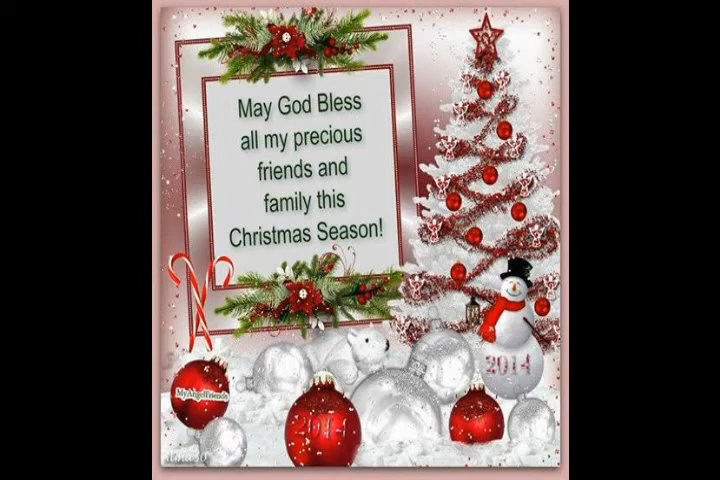 May God Bless
all my precious
friends and
family this
Christmas Season!
2014
MyAngelFriends
2014